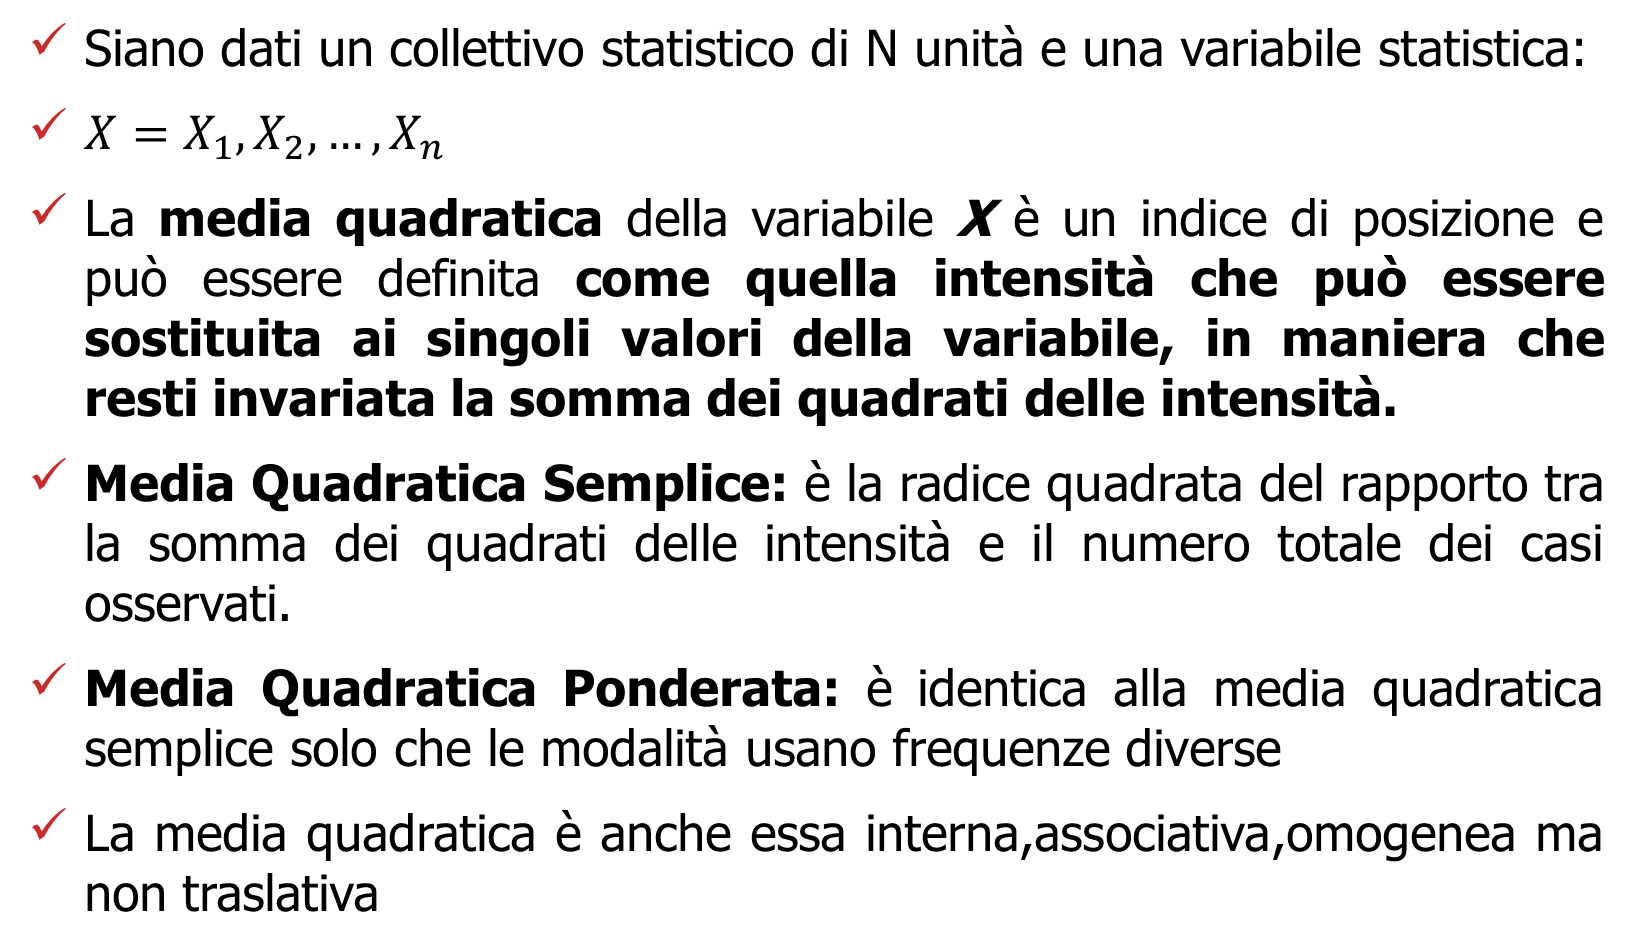 ✓ Siano dati un collettivo statistico di N unità e una variabile statistica:
✓ X = X₁, X₂, … , Xₙ
✓ La media quadratica della variabile X è un indice di posizione e
può essere definita come quella intensità che può essere
sostituita ai singoli valori della variabile, in maniera che
resti invariata la somma dei quadrati delle intensità.
✓ Media Quadratica Semplice: è la radice quadrata del rapporto tra
la somma dei quadrati delle intensità e il numero totale dei casi
osservati.
✓ Media Quadratica Ponderata: è identica alla media quadratica
semplice solo che le modalità usano frequenze diverse
✓ La media quadratica è anche essa interna,associativa,omogenea ma
non traslativa